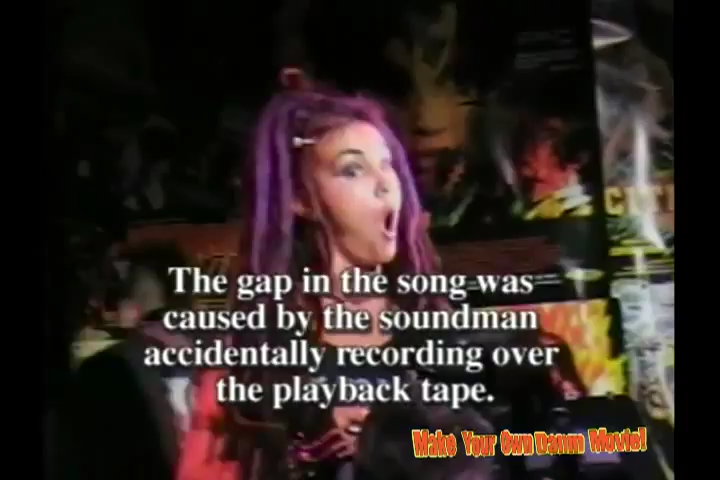 The gap in the song was
caused by the soundman
accidentally recording over
the playback tape.
Make Your Own Damn Movie!